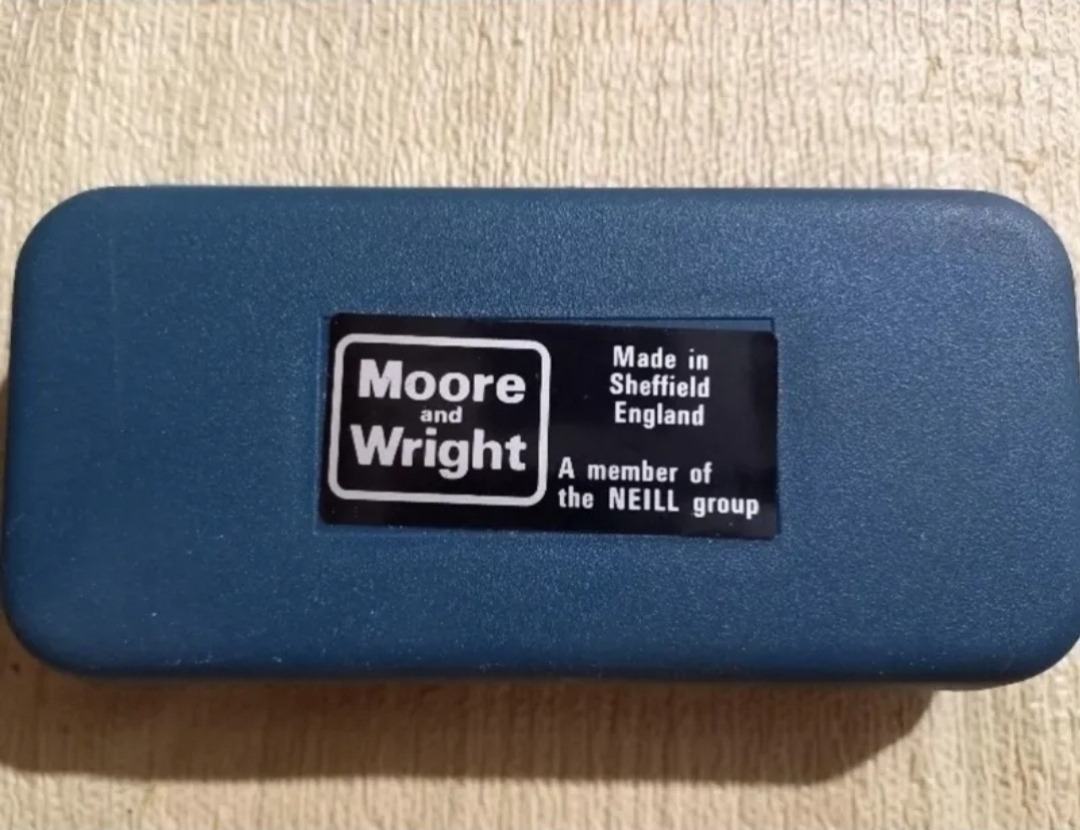 Moore
and
Wright
Made in
Sheffield
England
A member of
the NEILL group